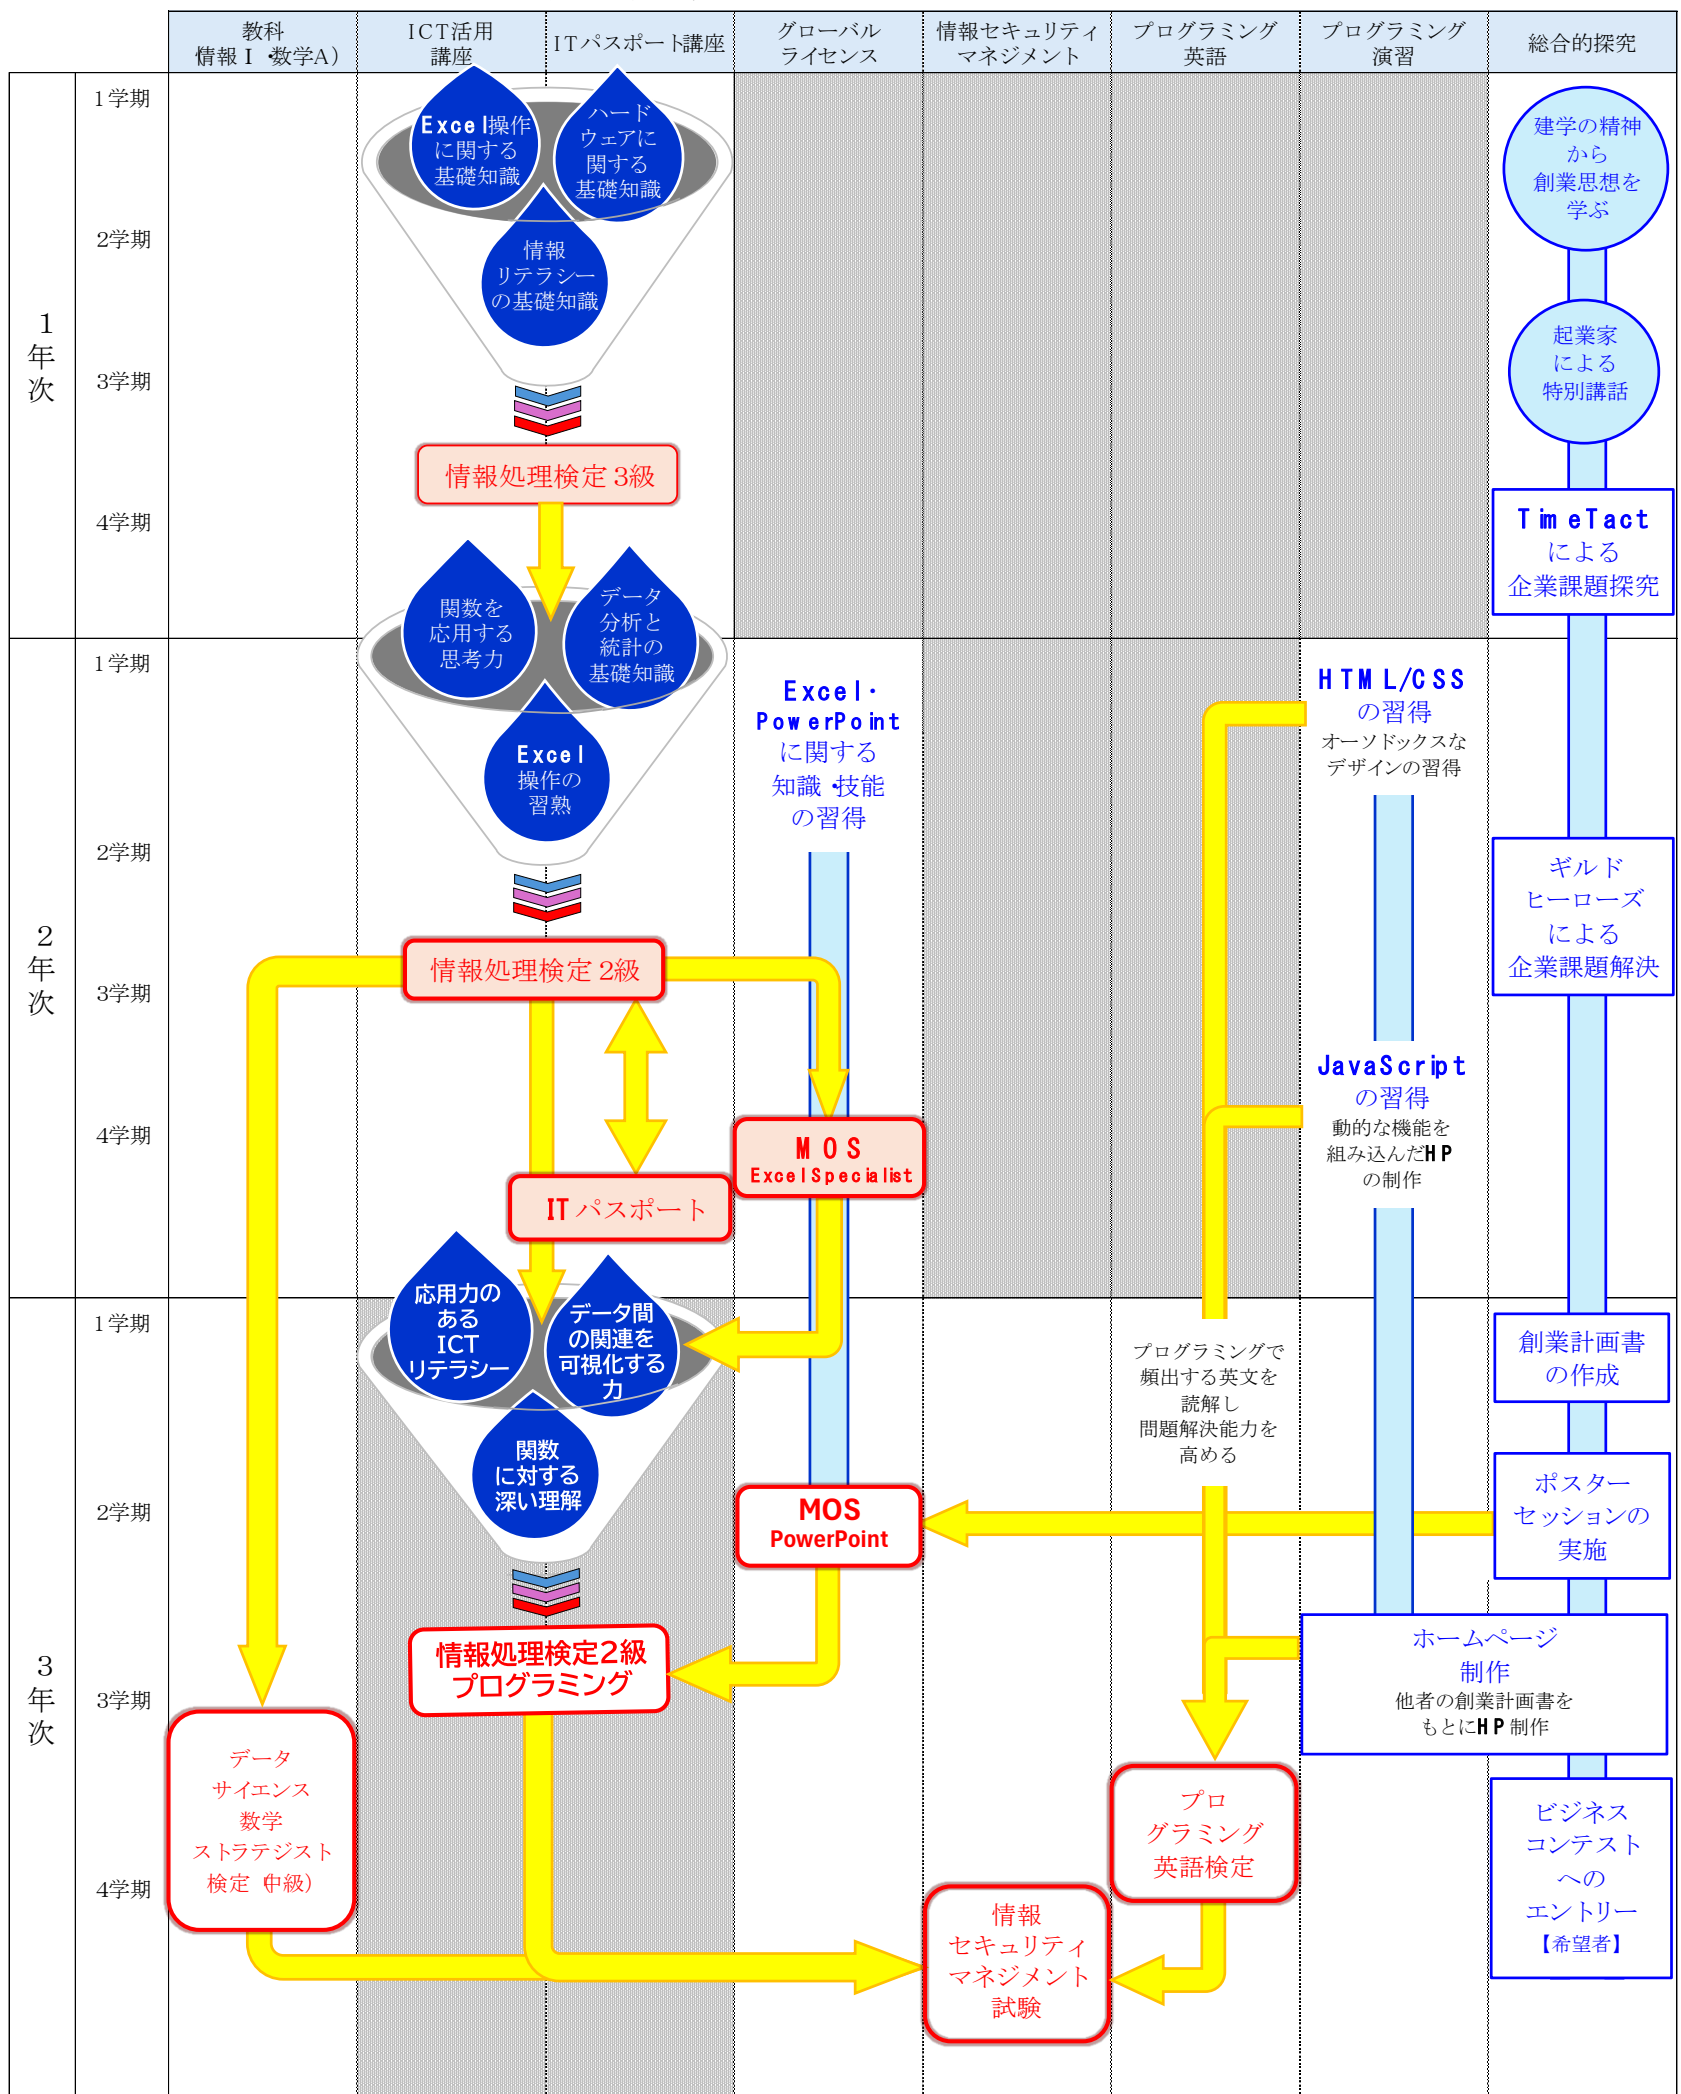 教科
情報Ⅰ・数学A）
ICT活用
講座
ITパスポート講座
グローバル
ライセンス
情報セキュリティ
マネジメント
プログラミング
英語
プログラミング
演習
総合的探究
1年次
1学期
2学期
3学期
4学期
Excel操作
に関する
基礎知識
ハード
ウェアに
関する
基礎知識
情報
リテラシー
の基礎知識
情報処理検定3級
建学の精神
から
創業思想を
学ぶ
起業家
による
特別講話
TimeTact
による
企業課題探究
2年次
1学期
2学期
3学期
4学期
関数を
応用する
思考力
データ
分析と
統計の
基礎知識
Excel
操作の
習熟
情報処理検定2級
ITパスポート
Excel・
PowerPoint
に関する
知識・技能
の習得
MOS
Excel Specialist
HTML/CSS
の習得
オーソドックスな
デザインの習得
JavaScript
の習得
動的な機能を
組み込んだHP
の制作
ギルド
ヒーローズ
による
企業課題解決
3年次
1学期
2学期
3学期
4学期
応用力の
ある
ICT
リテラシー
データ間
の関連を
可視化する
力
関数
に対する
深い理解
情報処理検定2級
プログラミング
データ
サイエンス
数学
ストラテジスト
検定（中級）
MOS
PowerPoint
プログラミングで
頻出する英文を
読解し
問題解決能力を
高める
プロ
グラミング
英語検定
情報
セキュリティ
マネジメント
試験
創業計画書
の作成
ポスター
セッションの
実施
ホームページ
制作
他者の創業計画書を
もとにHP制作
ビジネス
コンテスト
への
エントリー
【希望者】